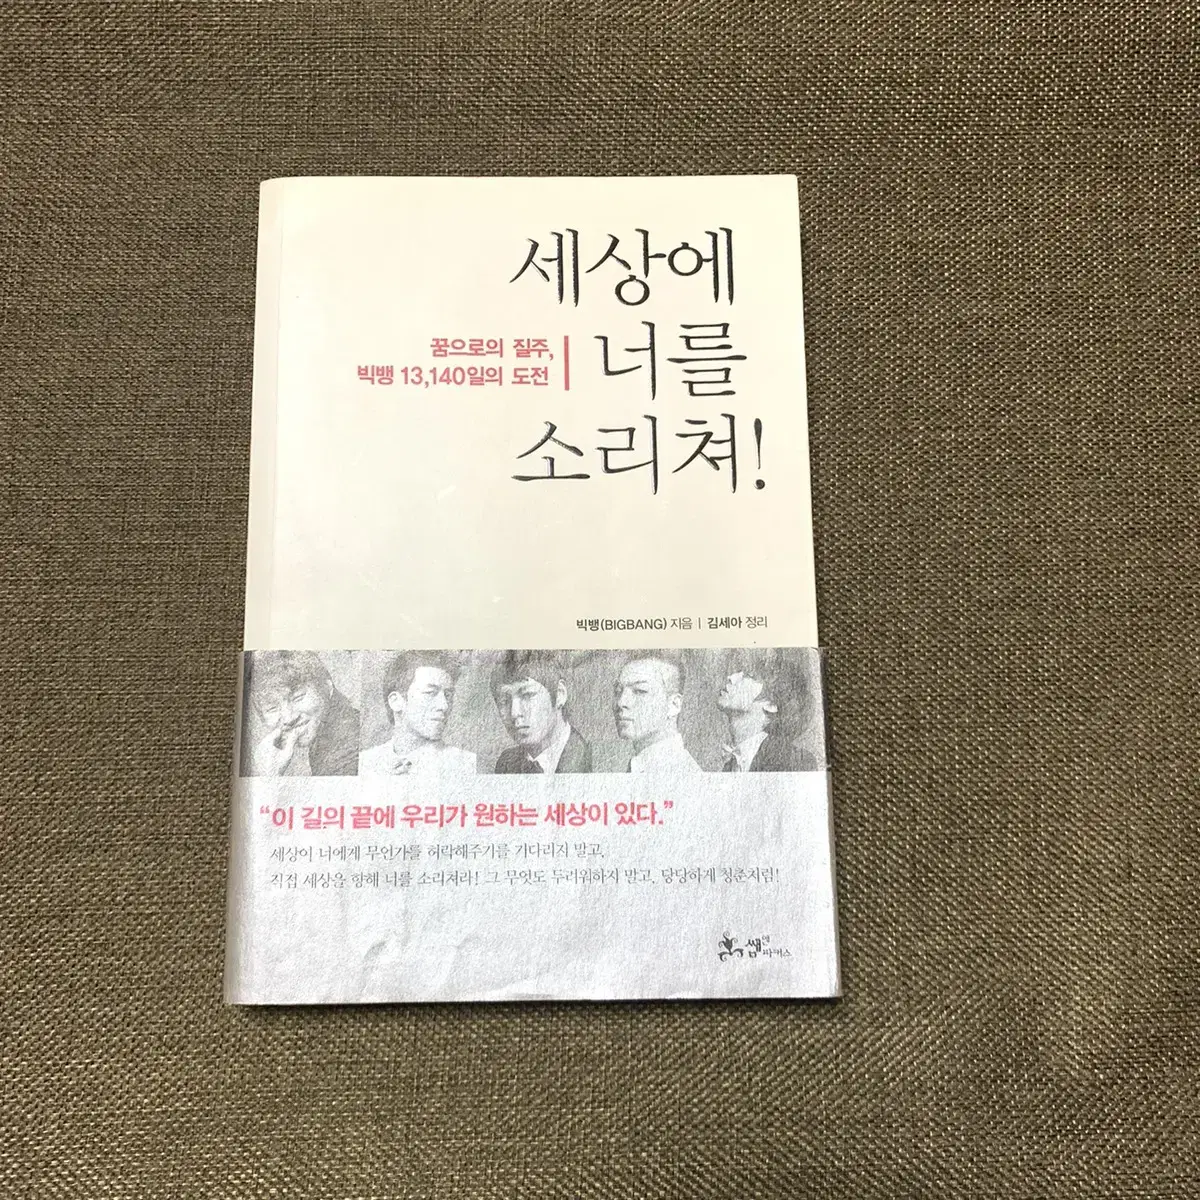 세상에
너를
소리쳐!
꿈으로의 질주,
빅뱅 13,140일의 도전
빅뱅(BIGBANG) 지음 | 김세아 정리
“이 길의 끝에 우리가 원하는 세상이 있다.”
세상이 너에게 무언가를 허락해주기를 기다리지 말고,
직접 세상을 향해 너를 소리쳐라! 그 무엇도 두려워하지 말고, 당당하게 청춘처럼!
쌤앤파커스